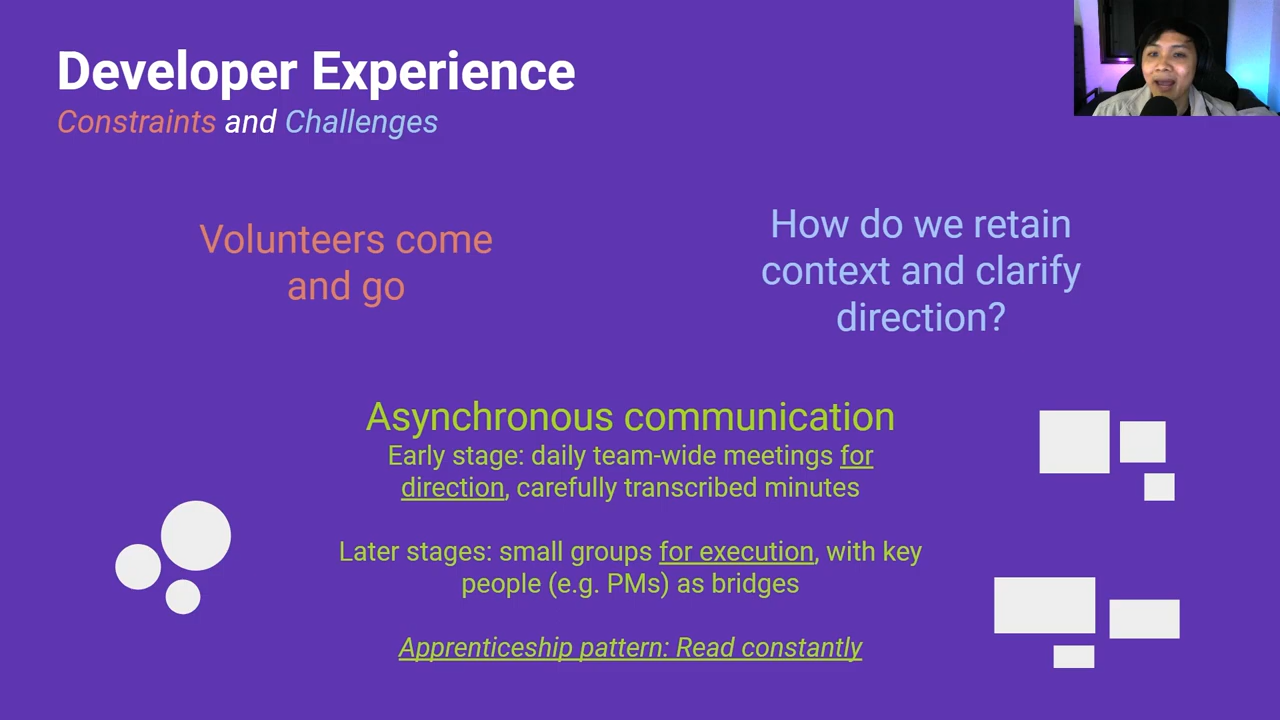 Developer Experience
Constraints and Challenges
Volunteers come
and go
How do we retain
context and clarify
direction?
Asynchronous communication
Early stage: daily team-wide meetings for
direction, carefully transcribed minutes
Later stages: small groups for execution, with key
people (e.g. PMs) as bridges
Apprenticeship pattern: Read constantly